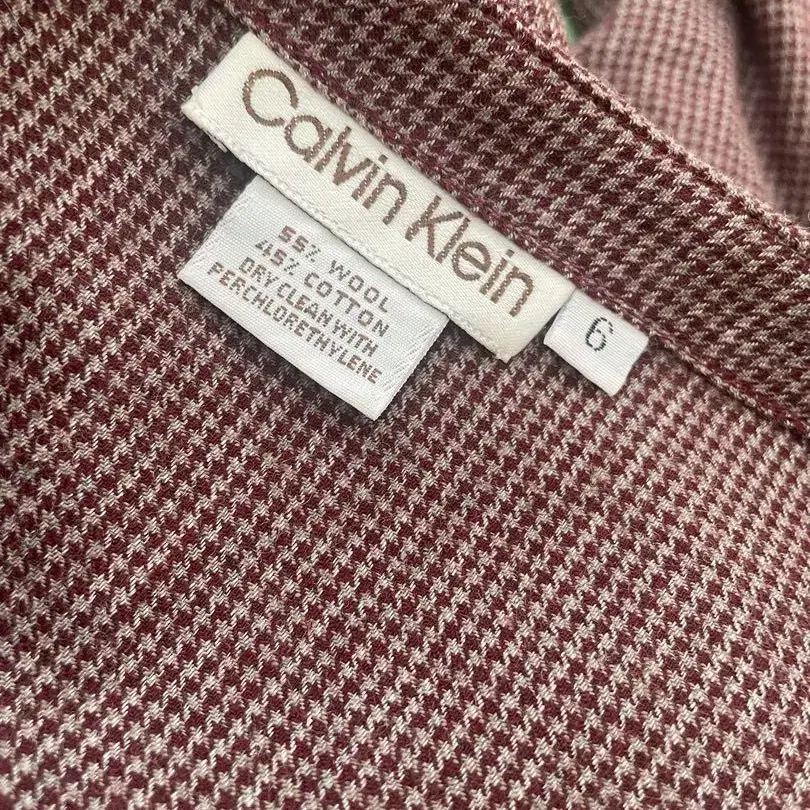 Calvin Klein
6
55% WOOL
45% COTTON
DRY CLEAN WITH
PERCHLORETHYLENE